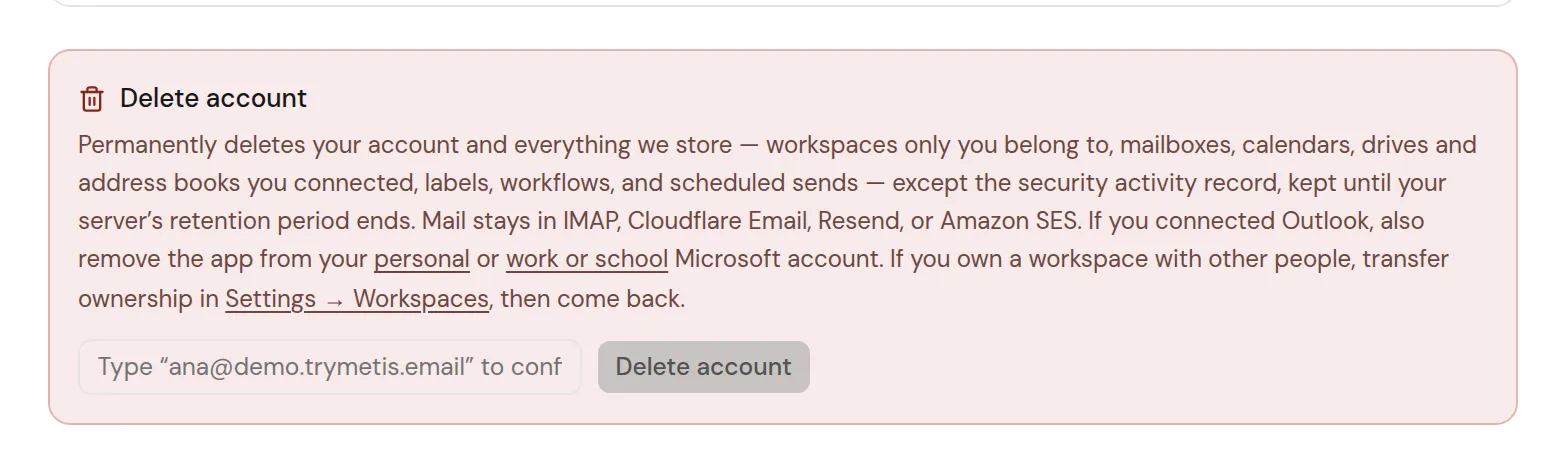 Delete account
Permanently deletes your account and everything we store — workspaces only you belong to, mailboxes, calendars, drives and
address books you connected, labels, workflows, and scheduled sends — except the security activity record, kept until your
server’s retention period ends. Mail stays in IMAP, Cloudflare Email, Resend, or Amazon SES. If you connected Outlook, also
remove the app from your personal or work or school Microsoft account. If you own a workspace with other people, transfer
ownership in Settings → Workspaces, then come back.
Type “ana@demo.trymetis.email” to conf
Delete account